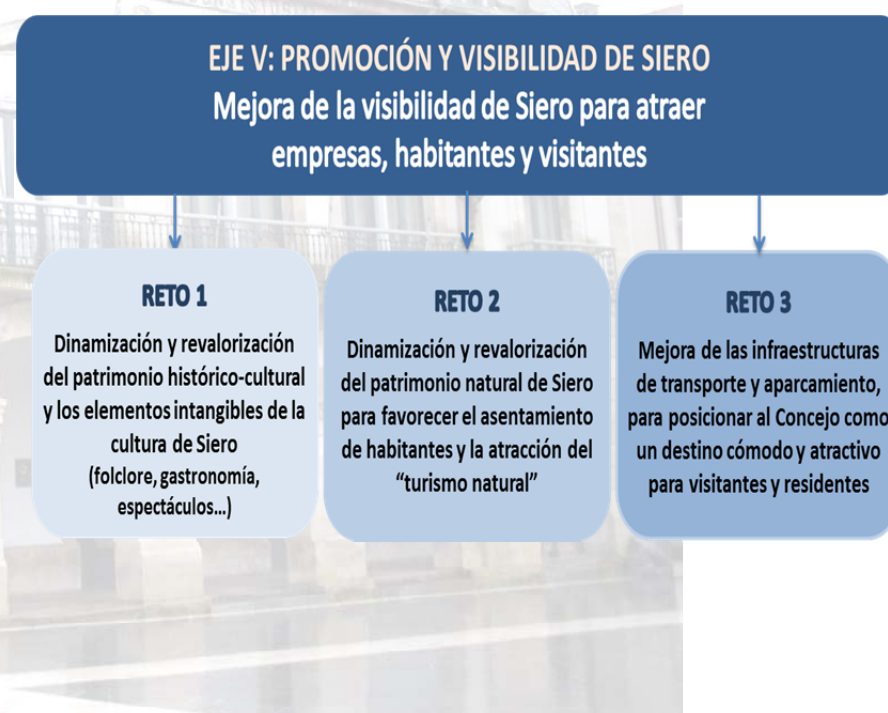 EJE V: PROMOCIÓN Y VISIBILIDAD DE SIERO
Mejora de la visibilidad de Siero para atraer
empresas, habitantes y visitantes
RETO 1
Dinamización y revalorización
del patrimonio histórico-cultural
y los elementos intangibles de la
cultura de Siero
(folclore, gastronomía,
espectáculos...)
RETO 2
Dinamización y revalorización
del patrimonio natural de Siero
para favorecer el asentamiento
de habitantes y la atracción del
“turismo natural”
RETO 3
Mejora de las infraestructuras
de transporte y aparcamiento,
para posicionar al Concejo como
un destino cómodo y atractivo
para visitantes y residentes